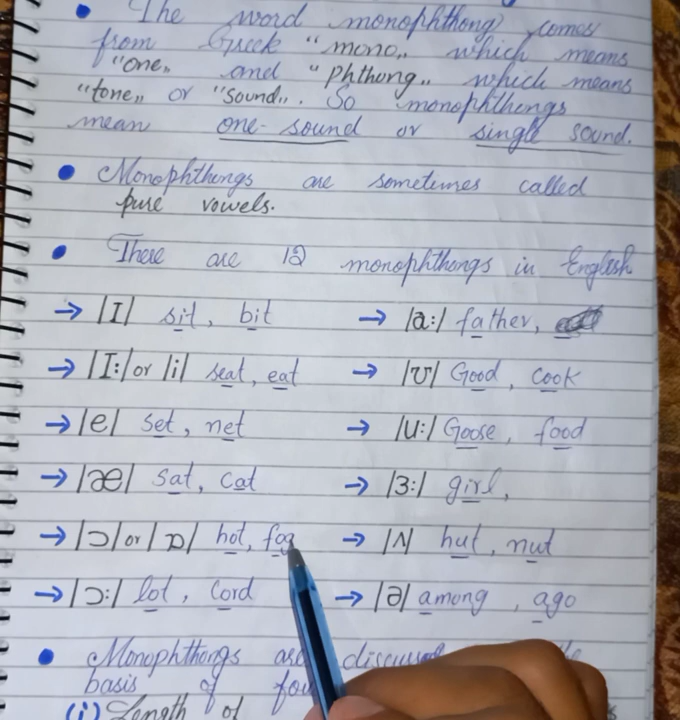 The word monophthong comes
from Greek "mono" which means
"one" and "Phthong" which means
"tone" or "sound". So monophthongs
mean one-sound or single sound.
Monophthongs are sometimes called
pure vowels.
There are 12 monophthongs in English
→ /I/ sit, bit → /a:/ father,
→ /I:/ or /i/ seat, eat → /ʊ/ Good, Cook
→ /e/ set, net → /u:/ Goose, food
→ /æ/ sat, cat → /3:/ girl,
→ /ɔ/ or /ɒ/ hot, fog → /ʌ/ hut, nut
→ /ɔ:/ lot, Cord → /ə/ among, ago
Monophthongs are
basis of
(i) Length of